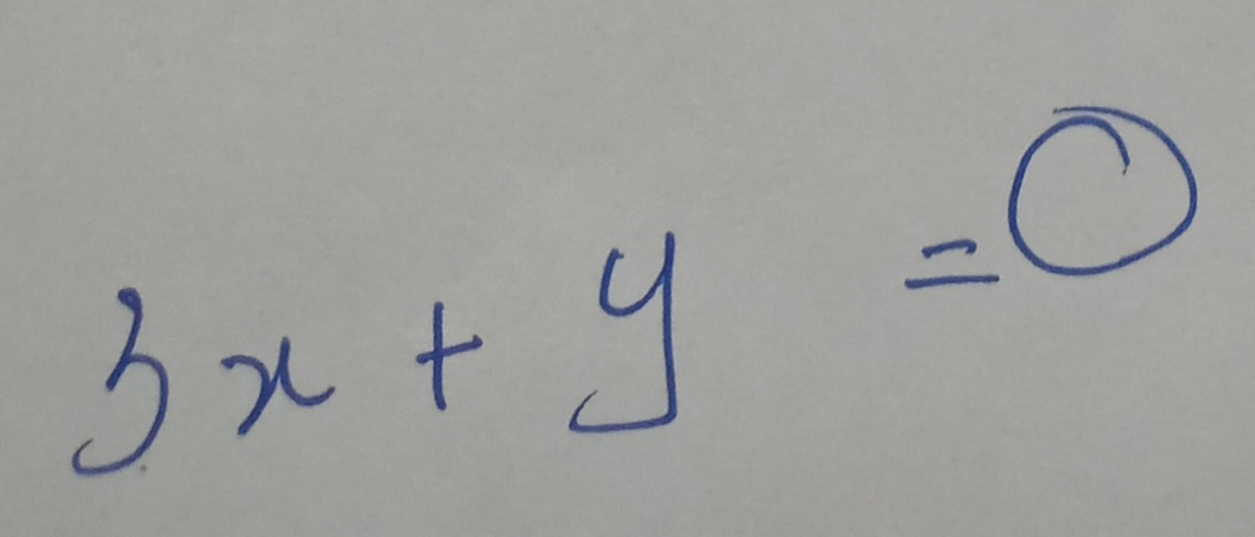 3x + y = 0